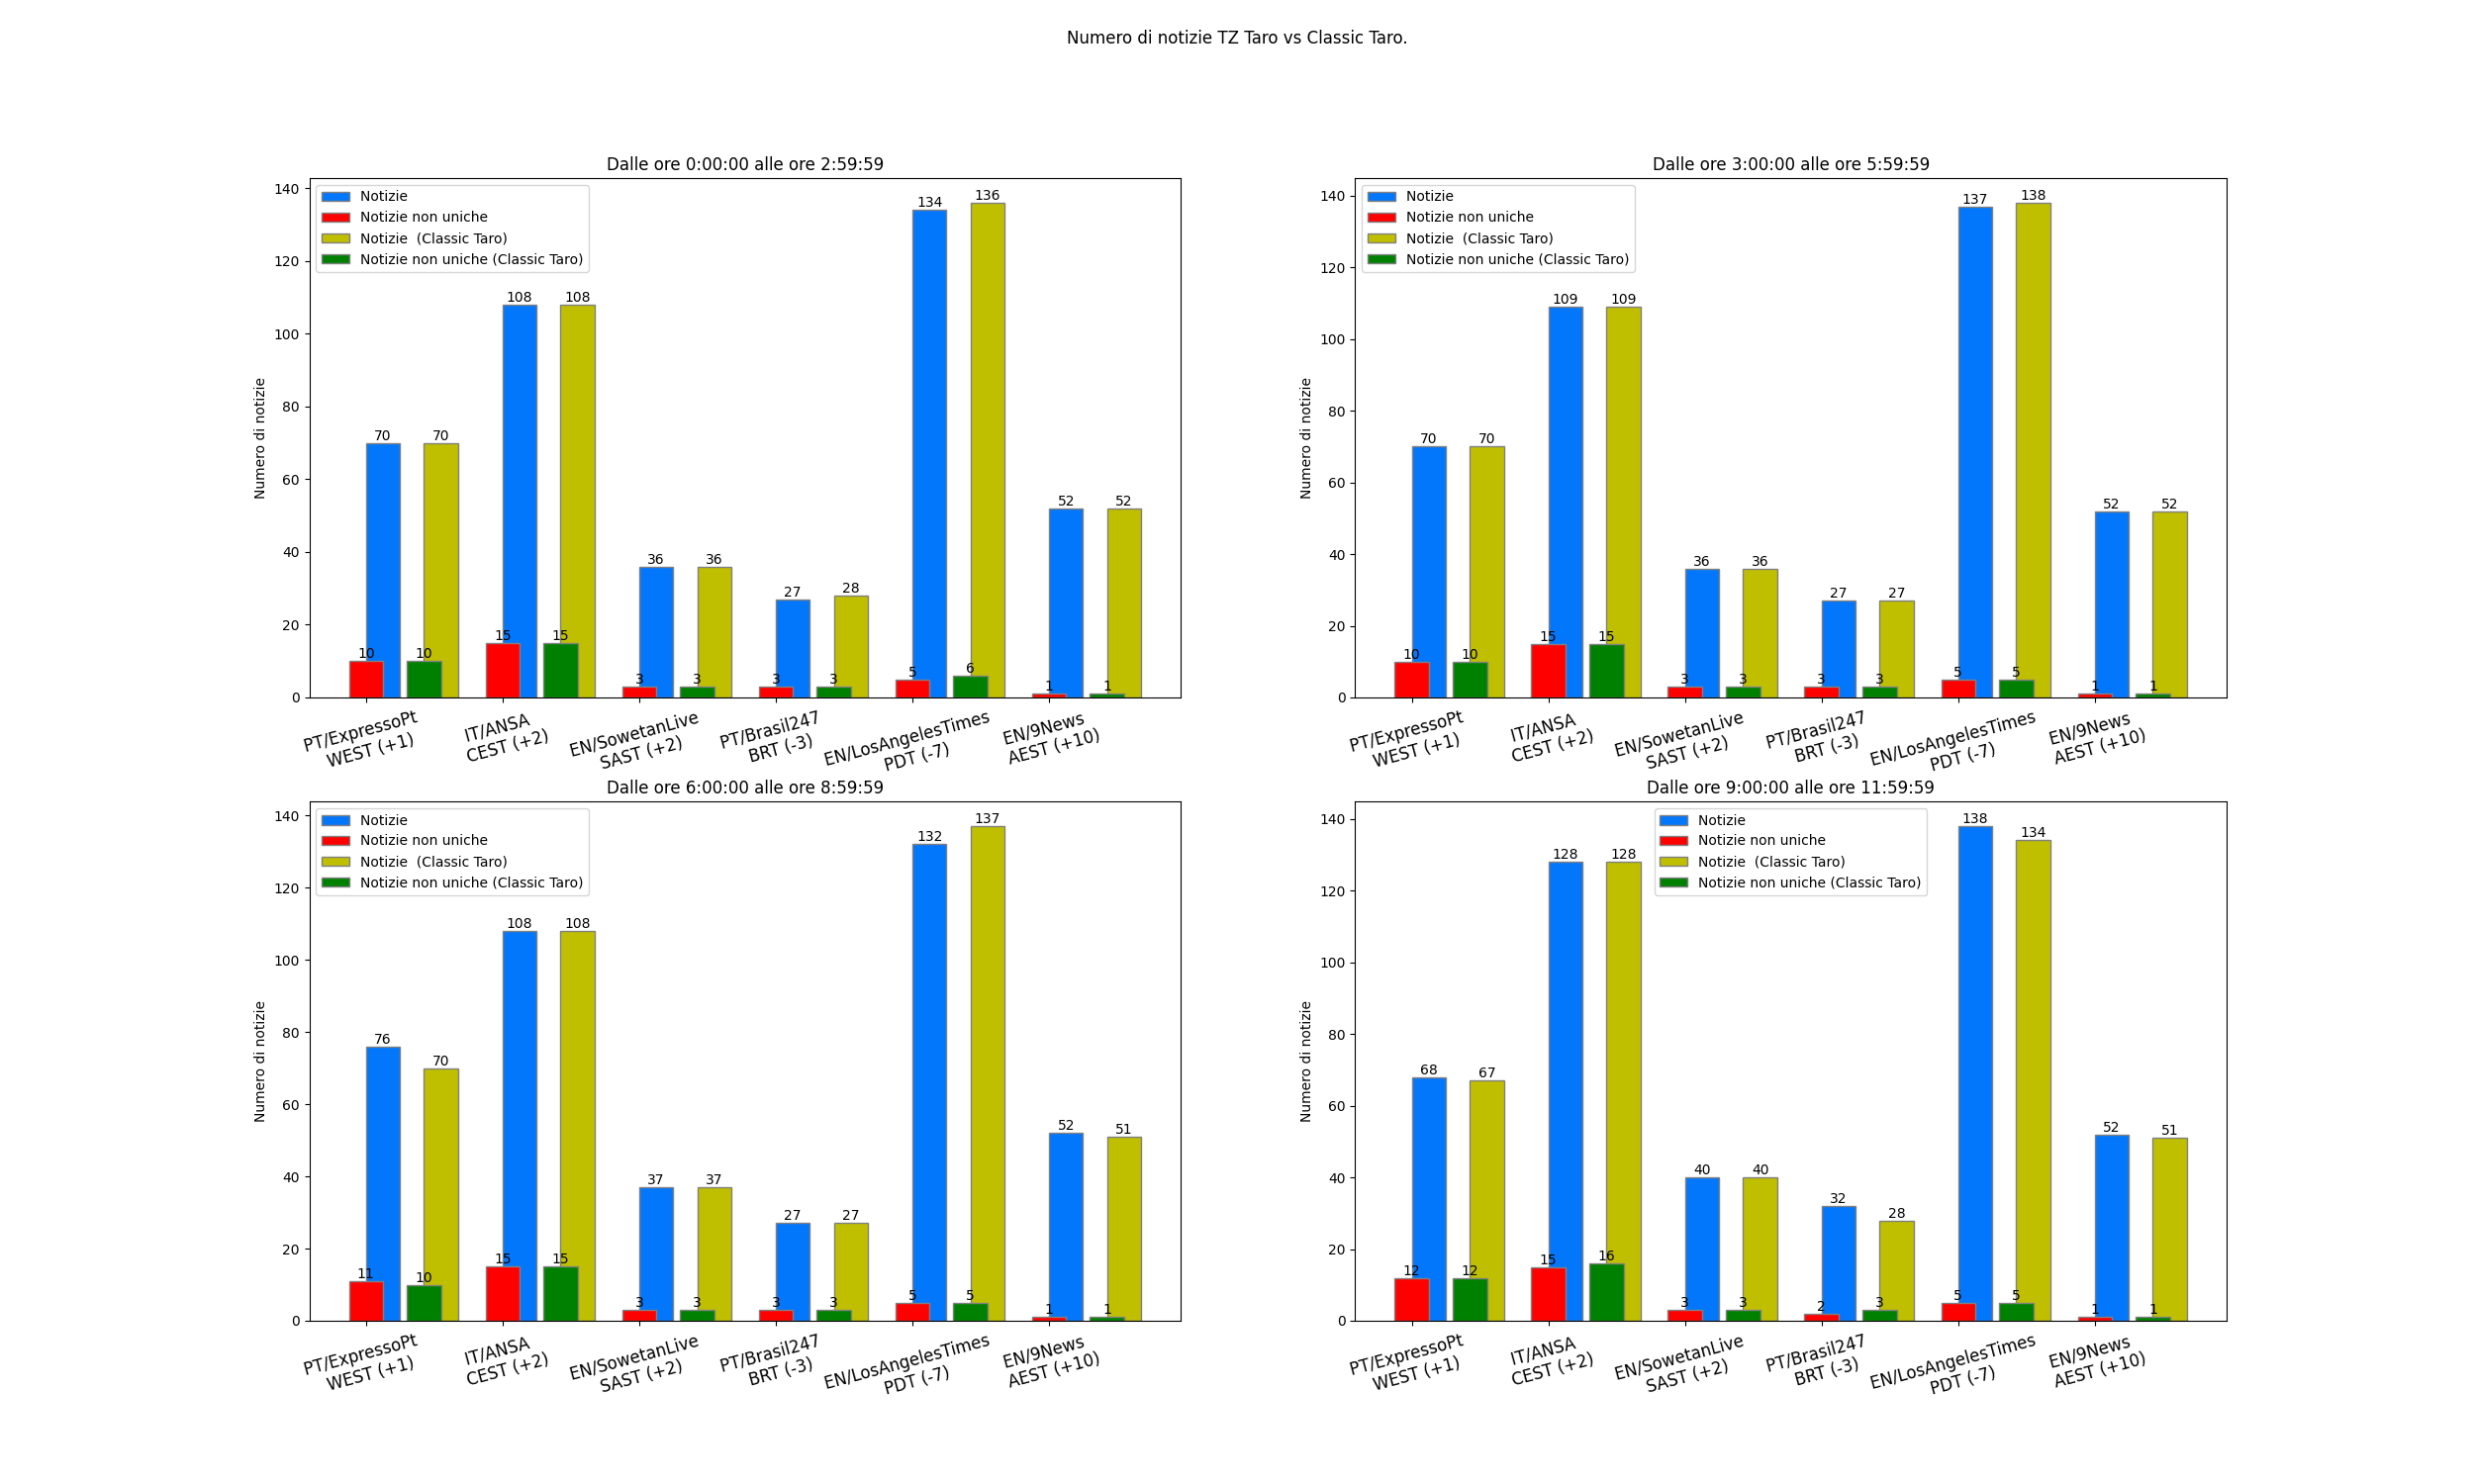 Numero di notizie TZ Taro vs Classic Taro.
Dalle ore 0:00:00 alle ore 2:59:59
Numero di notizie
140
120
100
80
60
40
20
0
Notizie
Notizie non uniche
Notizie  (Classic Taro)
Notizie non uniche (Classic Taro)
70
70
10
10
108
108
15
15
36
36
3
3
27
28
3
3
134
136
5
6
52
52
1
1
PT/ExpressoPt
WEST (+1)
IT/ANSA
CEST (+2)
EN/SowetanLive
SAST (+2)
PT/Brasil247
BRT (-3)
EN/LosAngelesTimes
PDT (-7)
EN/9News
AEST (+10)
Dalle ore 3:00:00 alle ore 5:59:59
Numero di notizie
140
120
100
80
60
40
20
0
Notizie
Notizie non uniche
Notizie  (Classic Taro)
Notizie non uniche (Classic Taro)
70
70
10
10
109
109
15
15
36
36
3
3
27
27
3
3
137
138
5
5
52
52
1
1
PT/ExpressoPt
WEST (+1)
IT/ANSA
CEST (+2)
EN/SowetanLive
SAST (+2)
PT/Brasil247
BRT (-3)
EN/LosAngelesTimes
PDT (-7)
EN/9News
AEST (+10)
Dalle ore 6:00:00 alle ore 8:59:59
Numero di notizie
140
120
100
80
60
40
20
0
Notizie
Notizie non uniche
Notizie  (Classic Taro)
Notizie non uniche (Classic Taro)
76
70
11
10
108
108
15
15
37
37
3
3
27
27
3
3
132
137
5
5
52
51
1
1
PT/ExpressoPt
WEST (+1)
IT/ANSA
CEST (+2)
EN/SowetanLive
SAST (+2)
PT/Brasil247
BRT (-3)
EN/LosAngelesTimes
PDT (-7)
EN/9News
AEST (+10)
Dalle ore 9:00:00 alle ore 11:59:59
Numero di notizie
140
120
100
80
60
40
20
0
Notizie
Notizie non uniche
Notizie  (Classic Taro)
Notizie non uniche (Classic Taro)
68
67
12
12
128
128
15
16
40
40
3
3
32
28
2
3
138
134
5
5
52
51
1
1
PT/ExpressoPt
WEST (+1)
IT/ANSA
CEST (+2)
EN/SowetanLive
SAST (+2)
PT/Brasil247
BRT (-3)
EN/LosAngelesTimes
PDT (-7)
EN/9News
AEST (+10)